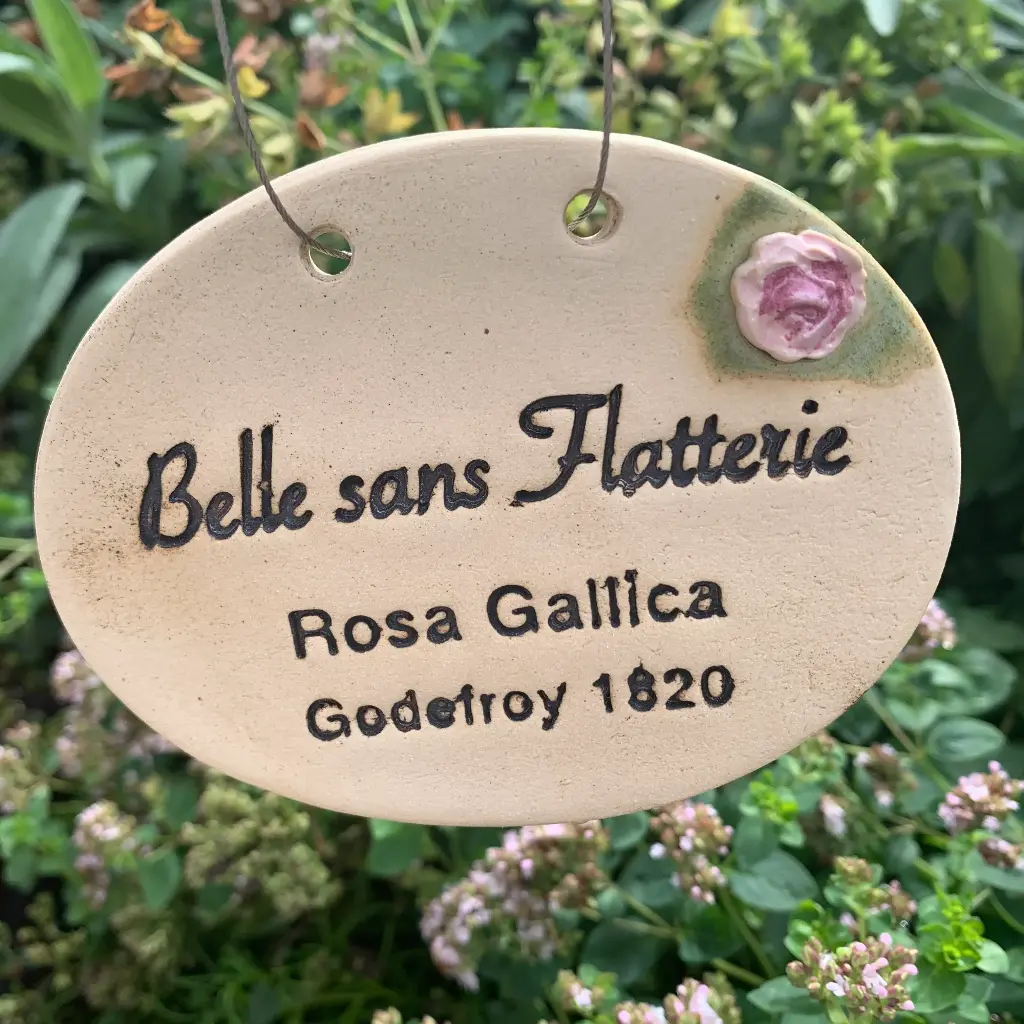 Belle sans Flatterie
Rosa Gallica
Godefroy 1820